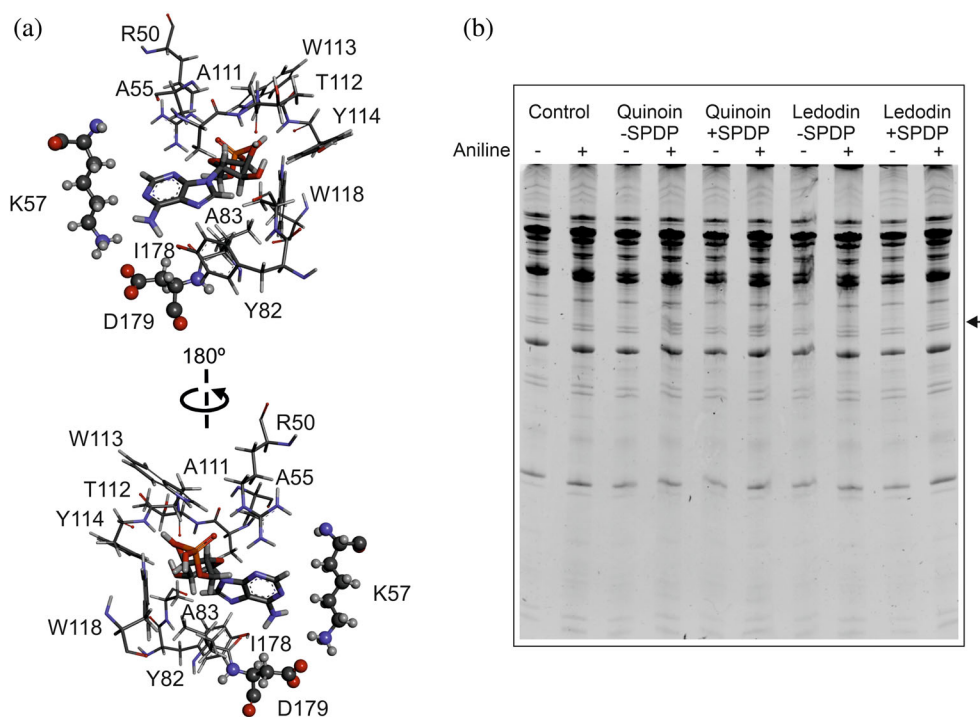 (a)
R50
W113
A111
T112
A55
Y114
K57
W118
A83
I178
Y82
D179
180º
R50
W113
A111
A55
T112
Y114
K57
A83
W118
I178
Y82
D179
(b)
Control Quinoin Quinoin Ledodin Ledodin
-SPDP +SPDP -SPDP +SPDP
Aniline - + - + - + - + - +